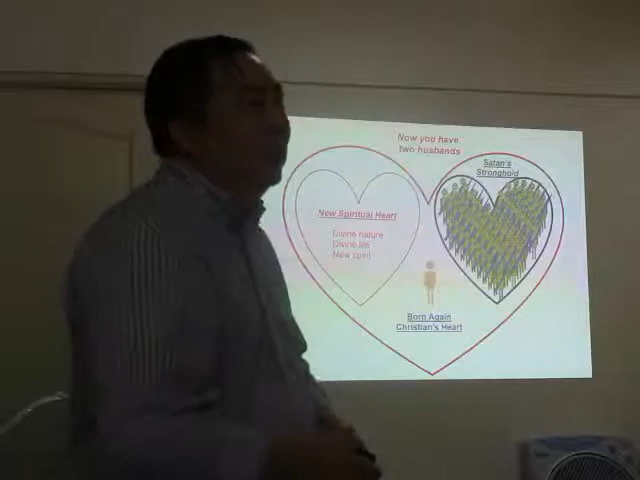 Now you have
two husbands
Satan's
Stronghold
New Spiritual Heart
Divine nature
Divine life
New spirit
Born Again
Christian's Heart